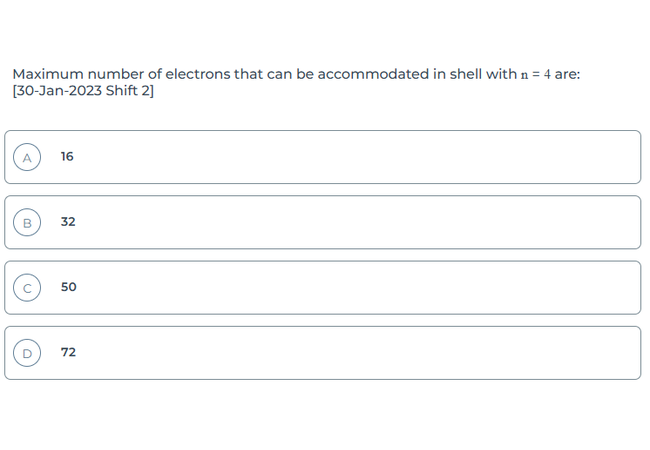 Maximum number of electrons that can be accommodated in shell with n = 4 are:
[30-Jan-2023 Shift 2]
A 16
B 32
C 50
D 72